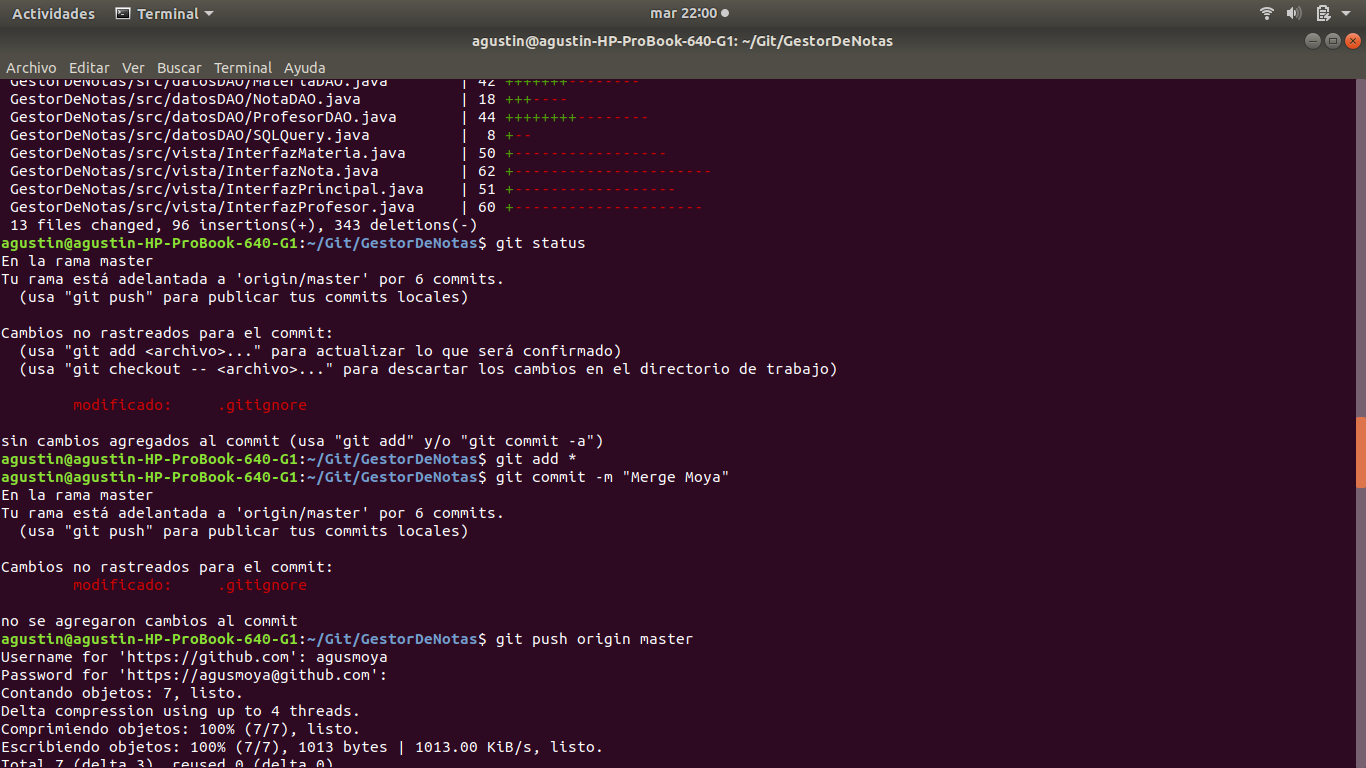 Actividades Terminal mar 22:00
agustin@agustin-HP-ProBook-640-G1: ~/Git/GestorDeNotas
Archivo Editar Ver Buscar Terminal Ayuda
GestorDeNotas/src/datosDAO/MateriaDAO.java | 42 +++++++--------
GestorDeNotas/src/datosDAO/NotaDAO.java | 18 +++----
GestorDeNotas/src/datosDAO/ProfesorDAO.java | 44 ++++++++--------
GestorDeNotas/src/datosDAO/SQLQuery.java | 8 +--
GestorDeNotas/src/vista/InterfazMateria.java | 50 +-----------------
GestorDeNotas/src/vista/InterfazNota.java | 62 +----------------------
GestorDeNotas/src/vista/InterfazPrincipal.java | 51 +------------------
GestorDeNotas/src/vista/InterfazProfesor.java | 60 +---------------------
13 files changed, 96 insertions(+), 343 deletions(-)
agustin@agustin-HP-ProBook-640-G1:~/Git/GestorDeNotas$ git status
En la rama master
Tu rama está adelantada a 'origin/master' por 6 commits.
(usa "git push" para publicar tus commits locales)
Cambios no rastreados para el commit:
(usa "git add <archivo>..." para actualizar lo que será confirmado)
(usa "git checkout -- <archivo>..." para descartar los cambios en el directorio de trabajo)
modificado: .gitignore
sin cambios agregados al commit (usa "git add" y/o "git commit -a")
agustin@agustin-HP-ProBook-640-G1:~/Git/GestorDeNotas$ git add *
agustin@agustin-HP-ProBook-640-G1:~/Git/GestorDeNotas$ git commit -m "Merge Moya"
En la rama master
Tu rama está adelantada a 'origin/master' por 6 commits.
(usa "git push" para publicar tus commits locales)
Cambios no rastreados para el commit:
modificado: .gitignore
no se agregaron cambios al commit
agustin@agustin-HP-ProBook-640-G1:~/Git/GestorDeNotas$ git push origin master
Username for 'https://github.com': agusmoya
Password for 'https://agusmoya@github.com':
Contando objetos: 7, listo.
Delta compression using up to 4 threads.
Comprimiendo objetos: 100% (7/7), listo.
Escribiendo objetos: 100% (7/7), 1013 bytes | 1013.00 KiB/s, listo.
Total 7 (delta 3), reused 0 (delta 0)